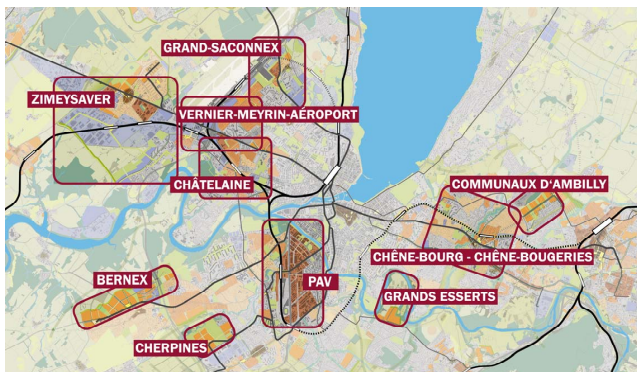 GRAND-SACONNEX
ZIMEYSAVER
VERNIER-MEYRIN-AÉROPORT
CHÂTELAINE
COMMUNAUX D'AMBILLY
CHÊNE-BOURG - CHÊNE-BOUGERIES
BERNEX
PAV
GRANDS ESSERTS
CHERPINES